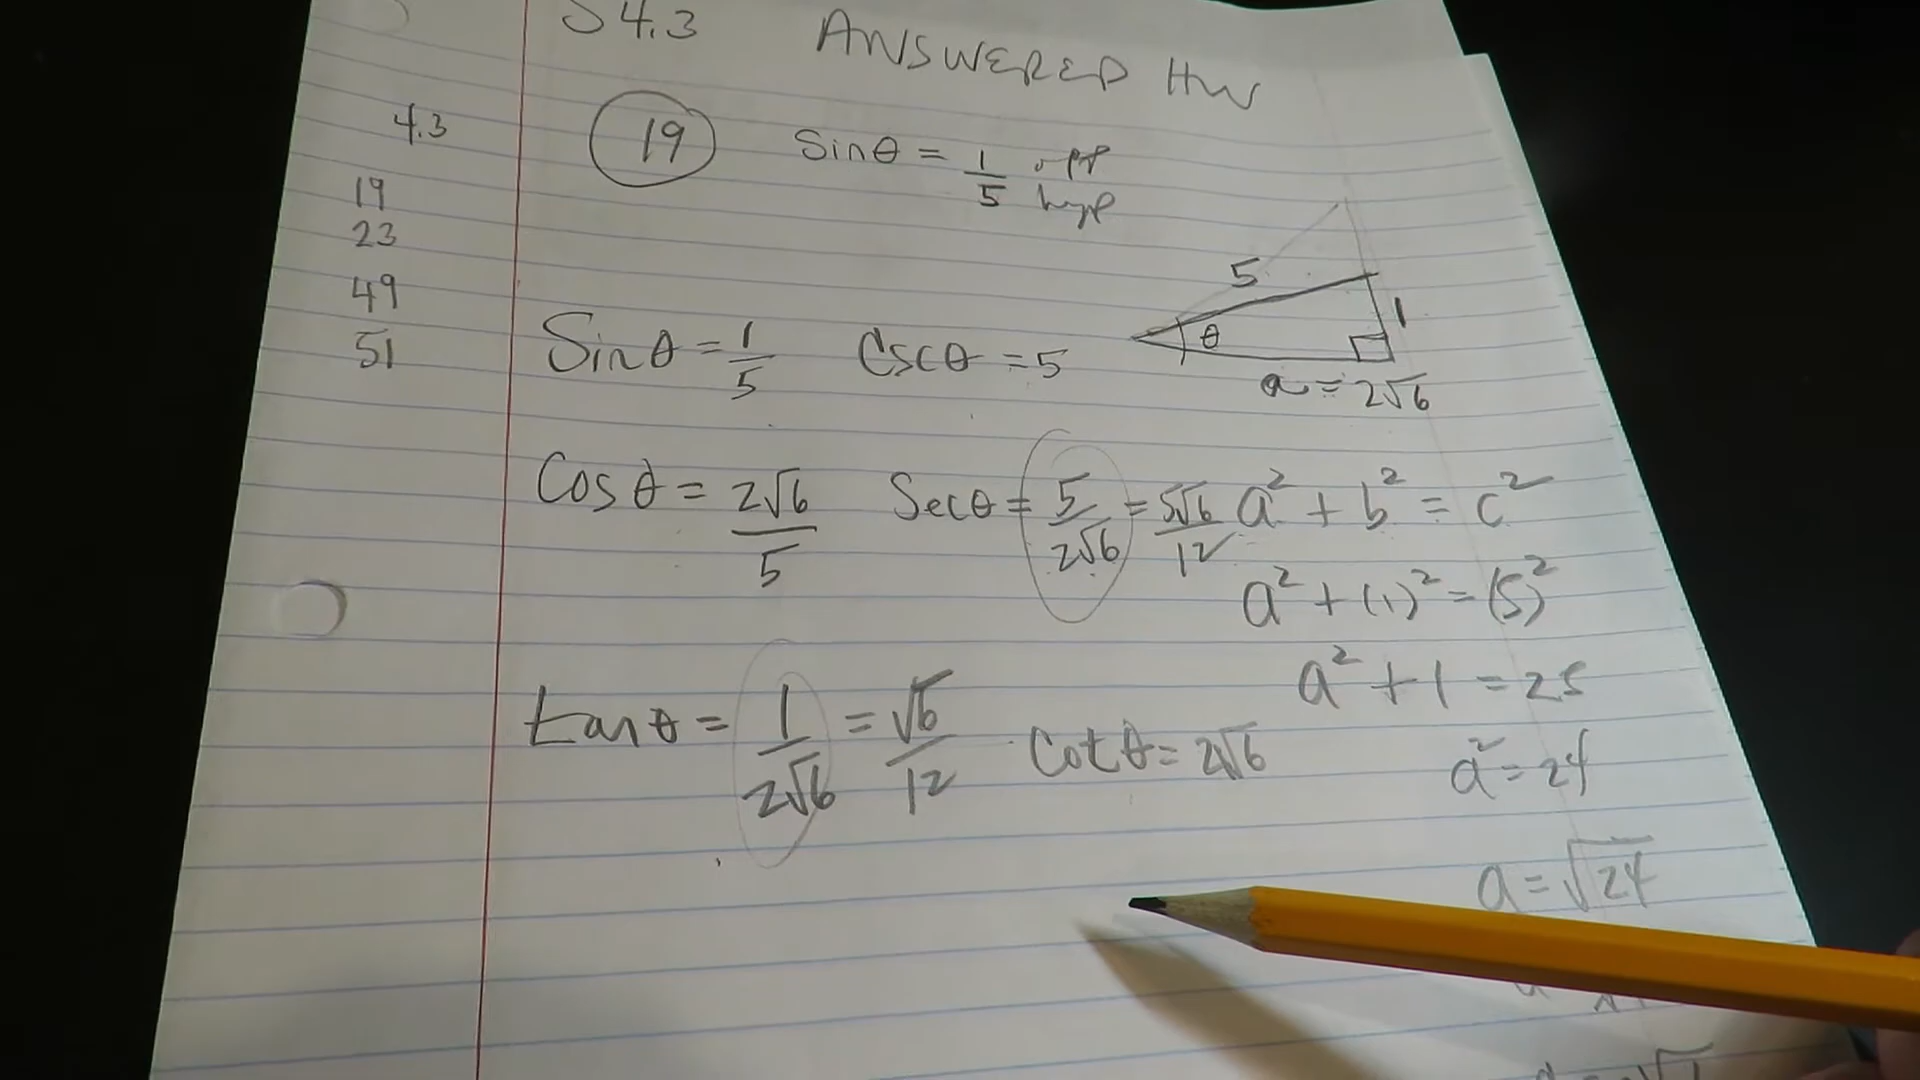 S 4.3 ANSWERED HW
4.3
19
23
49
51
19 Sinθ = 1/5 opp/hyp
5
1
θ
a = 2√6
Sinθ = 1/5 Cscθ = 5
Cosθ = 2√6/5 Secθ = 5/2√6 = 5√6/12
a² + b² = c²
a² + (1)² = (5)²
a² + 1 = 25
a² = 24
a = √24
tanθ = 1/2√6 = √6/12 Cotθ = 2√6